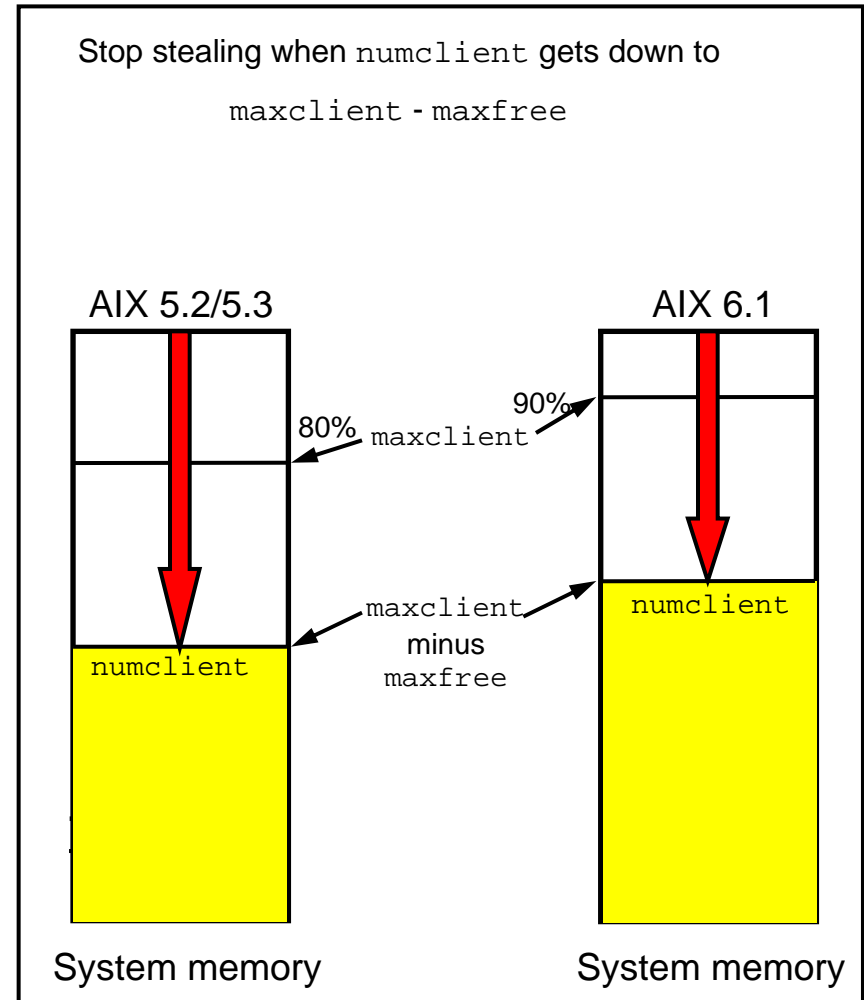 Stop stealing when numclient gets down to
maxclient - maxfree
AIX 5.2/5.3
AIX 6.1
80%
maxclient
90%
maxclient
minus
maxfree
numclient
numclient
System memory
System memory